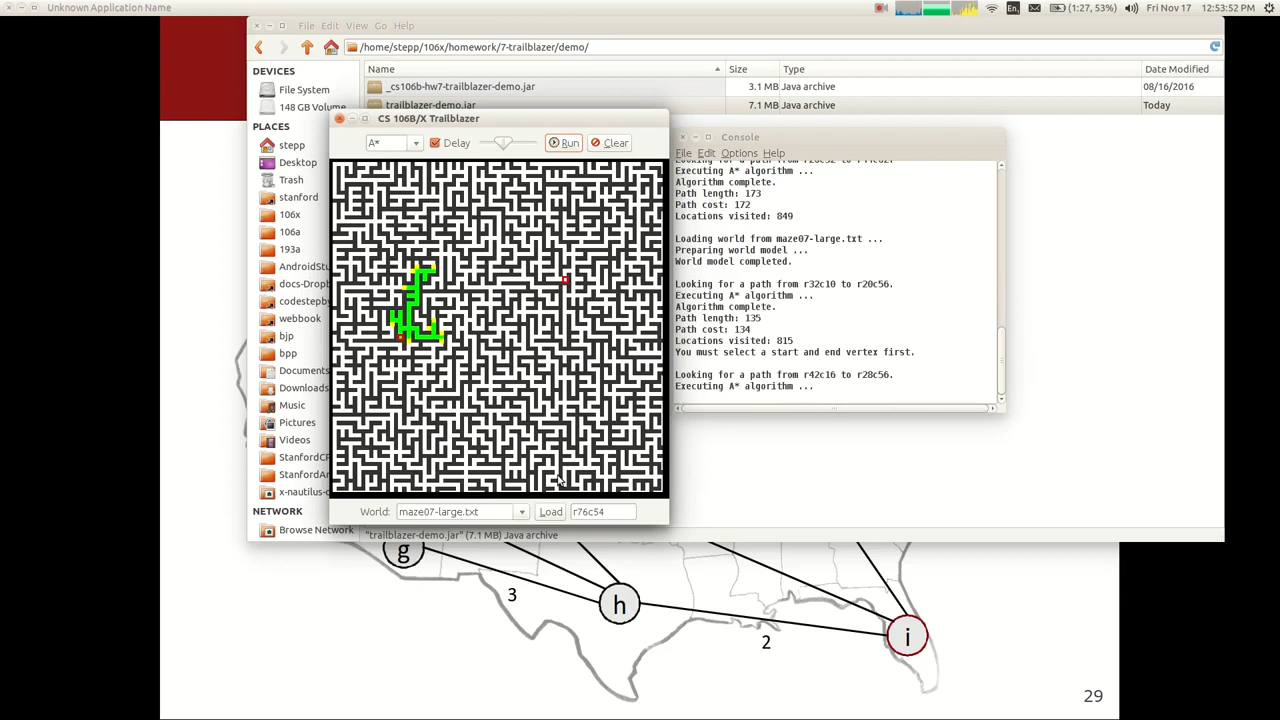 Unknown Application Name
En
(1:27, 53%)
Fri Nov 17
12:53:52 PM
File Edit View Go Help
/home/stepp/106x/homework/7-trailblazer/demo/
DEVICES
File System
148 GB Volume
PLACES
stepp
Desktop
Trash
stanford
106x
106a
193a
AndroidStu
docs-Dropb
codestepby
webbook
bjp
bpp
Documents
Downloads
Music
Pictures
Videos
StanfordCP
StanfordAr
x-nautilus-d
NETWORK
Browse Network
Name Size Type Date Modified
_cs106b-hw7-trailblazer-demo.jar 3.1 MB Java archive 08/16/2016
trailblazer-demo.jar 7.1 MB Java archive Today
"trailblazer-demo.jar" (7.1 MB) Java archive
CS 106B/X Trailblazer
A* Delay Run Clear
World: maze07-large.txt Load r76c54
Console
File Edit Options Help
Executing A* algorithm ...
Algorithm complete.
Path length: 173
Path cost: 172
Locations visited: 849
Loading world from maze07-large.txt ...
Preparing world model ...
World model completed.
Looking for a path from r32c10 to r20c56.
Executing A* algorithm ...
Algorithm complete.
Path length: 135
Path cost: 134
Locations visited: 815
You must select a start and end vertex first.
Looking for a path from r42c16 to r28c56.
Executing A* algorithm ...
g
3
h
2
i
29